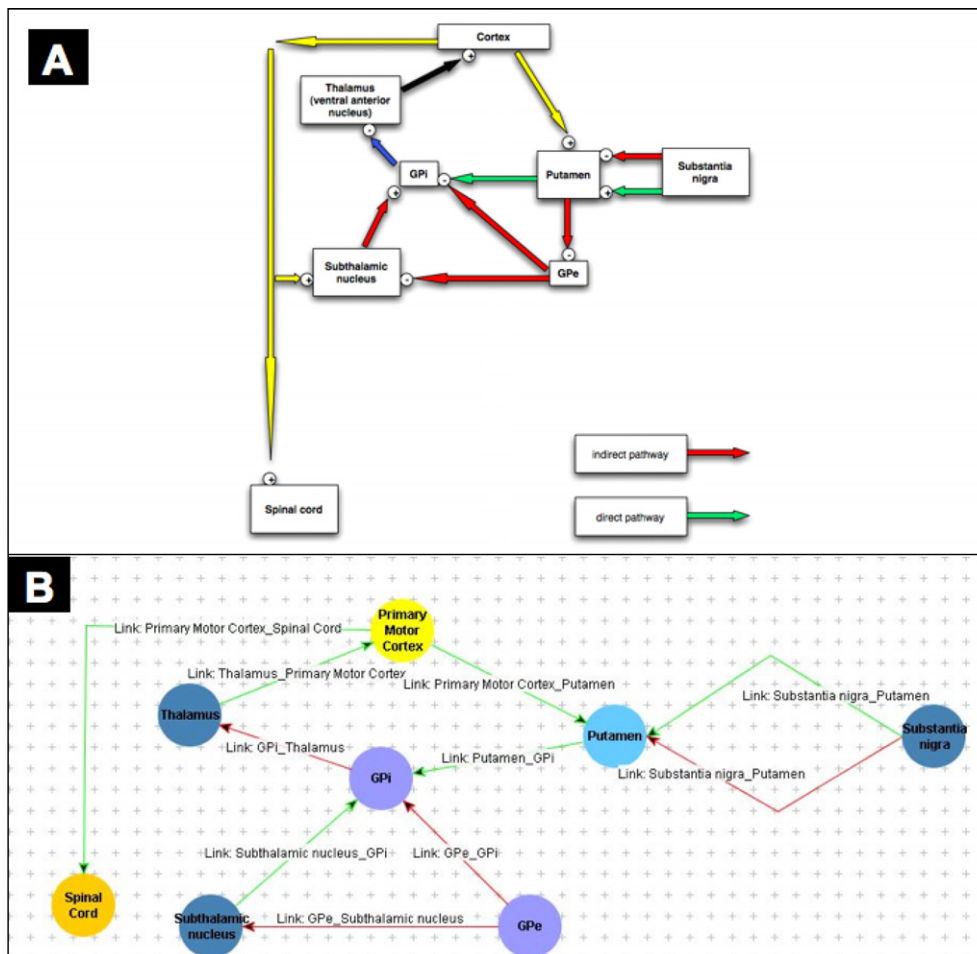 A
Cortex
+
Thalamus
(ventral anterior
nucleus)
+
-
-
Putamen
Substantia
nigra
GPi
-
+
+
Subthalamic
nucleus
-
GPe
+
-
indirect pathway
+
Spinal cord
direct pathway
B
Primary
Motor
Cortex
Link: Primary Motor Cortex_Spinal Cord
Link: Thalamus_Primary Motor Cortex
Link: Primary Motor Cortex_Putamen
Link: Substantia nigra_Putamen
Thalamus
Putamen
Substantia
nigra
Link: GPi_Thalamus
Link: Putamen_GPi
Link: Substantia nigra_Putamen
GPi
Link: Subthalamic nucleus_GPi
Link: GPe_GPi
Spinal
Cord
Subthalamic
nucleus
Link: GPe_Subthalamic nucleus
GPe